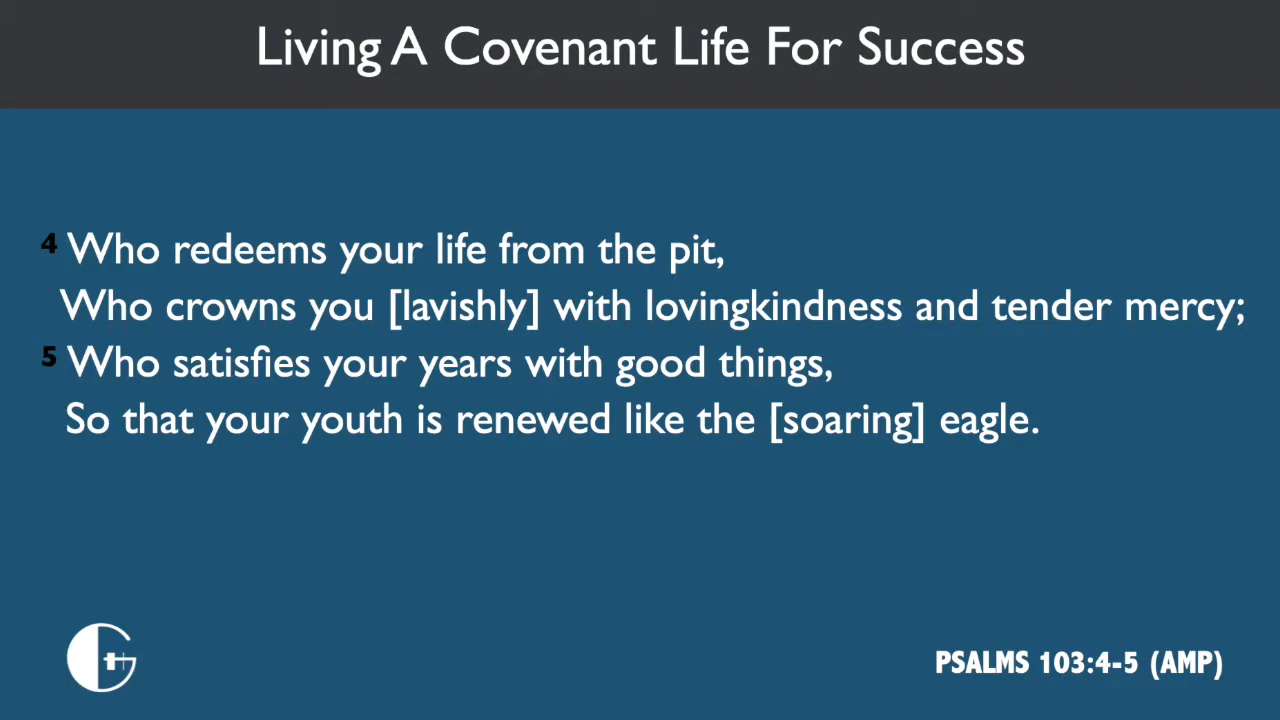 Living A Covenant Life For Success
4 Who redeems your life from the pit,
Who crowns you [lavishly] with lovingkindness and tender mercy;
5 Who satisfies your years with good things,
So that your youth is renewed like the [soaring] eagle.
PSALMS 103:4-5 (AMP)